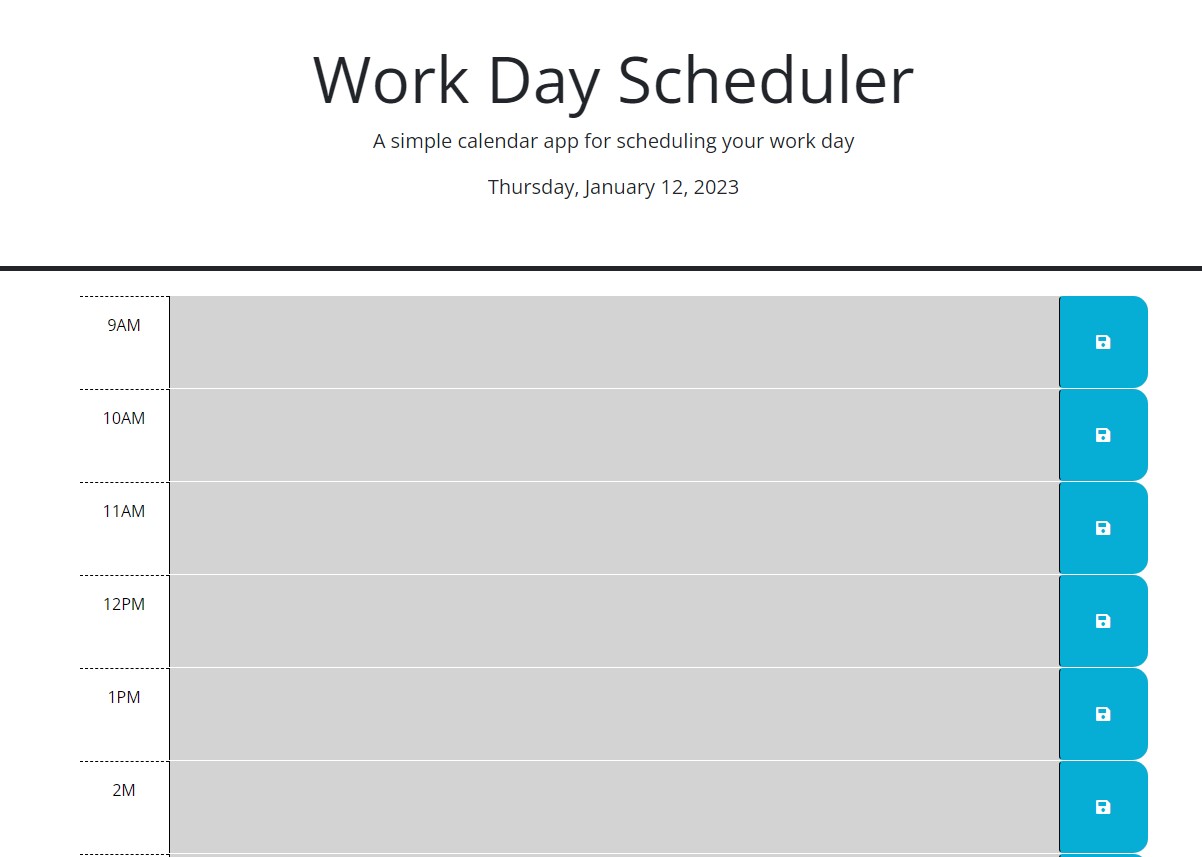 Work Day Scheduler
A simple calendar app for scheduling your work day
Thursday, January 12, 2023
9AM
10AM
11AM
12PM
1PM
2M